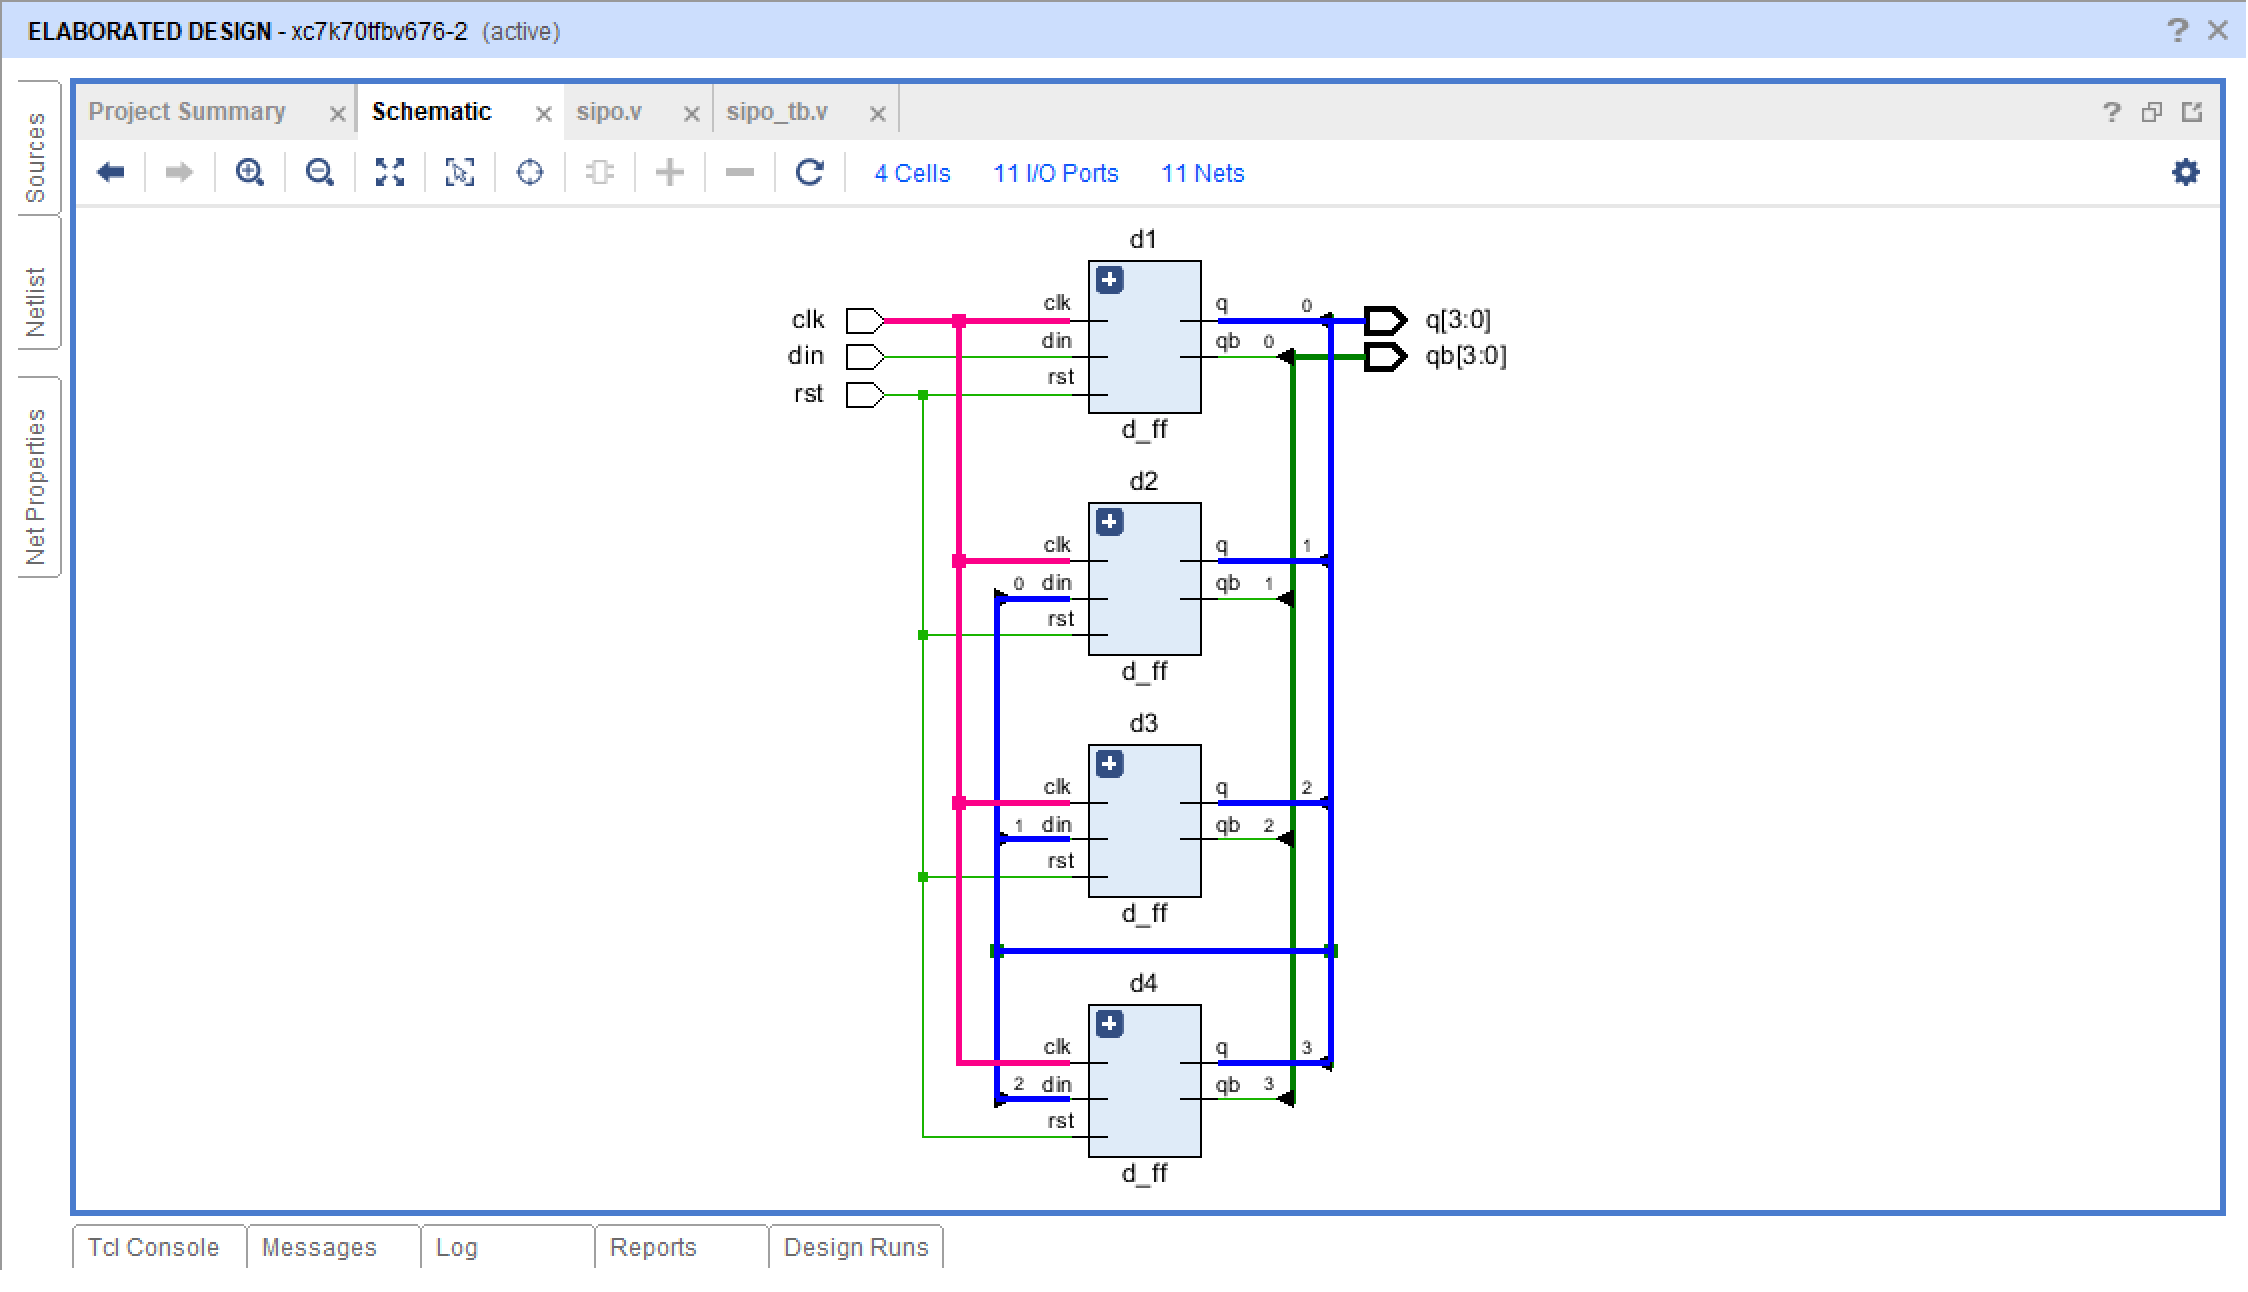 ELABORATED DESIGN - xc7k70tfbv676-2 (active)
Sources
Netlist
Net Properties
Project Summary Schematic sipo.v sipo_tb.v
4 Cells 11 I/O Ports 11 Nets
d1
clk clk q 0 q[3:0]
din din qb 0 qb[3:0]
rst rst
d_ff
d2
clk q 1
0 din qb 1
rst
d_ff
d3
clk q 2
1 din qb 2
rst
d_ff
d4
clk q 3
2 din qb 3
rst
d_ff
Tcl Console Messages Log Reports Design Runs